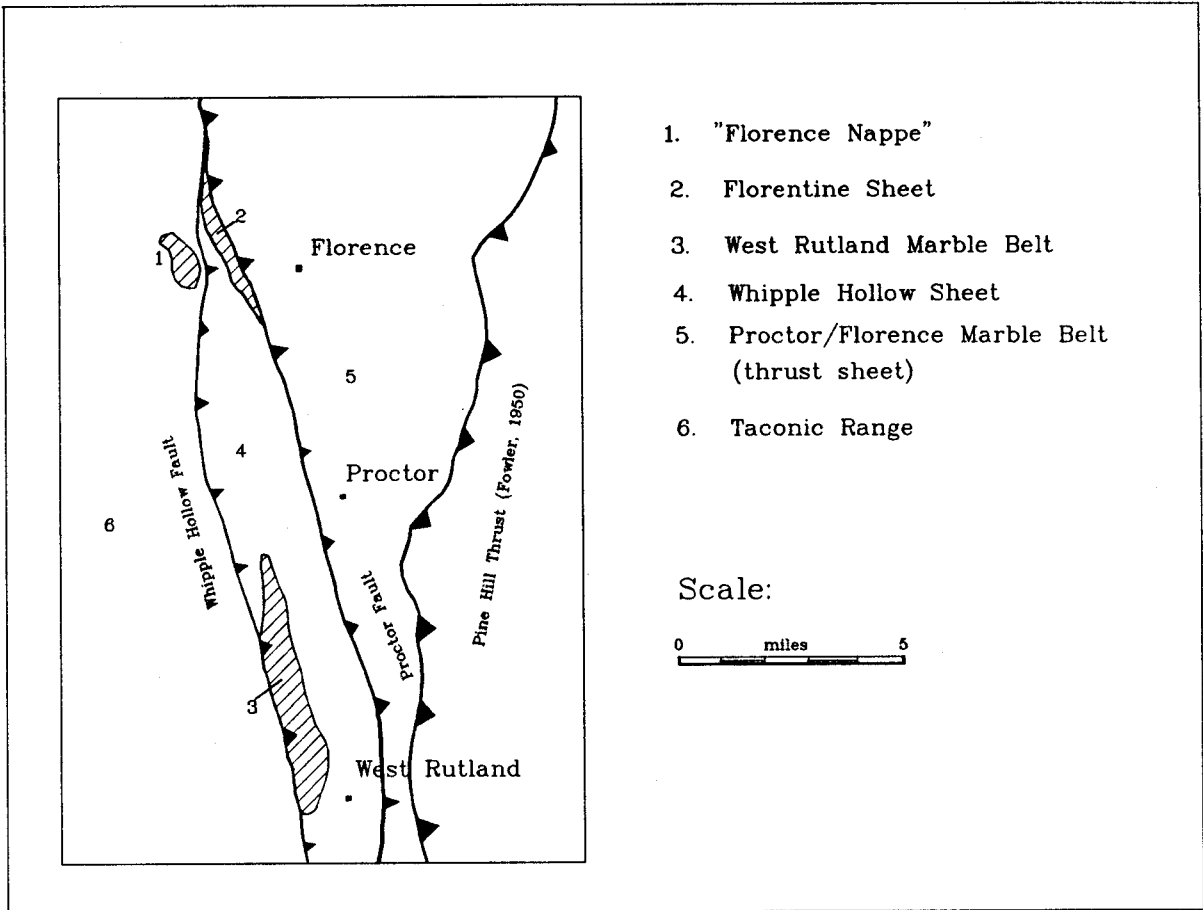 1
2
Florence
5
4
Whipple Hollow Fault
Proctor
6
Proctor Fault
Pine Hill Thrust (Fowler, 1950)
3
West Rutland
1. "Florence Nappe"
2. Florentine Sheet
3. West Rutland Marble Belt
4. Whipple Hollow Sheet
5. Proctor/Florence Marble Belt
(thrust sheet)
6. Taconic Range
Scale:
0 miles 5